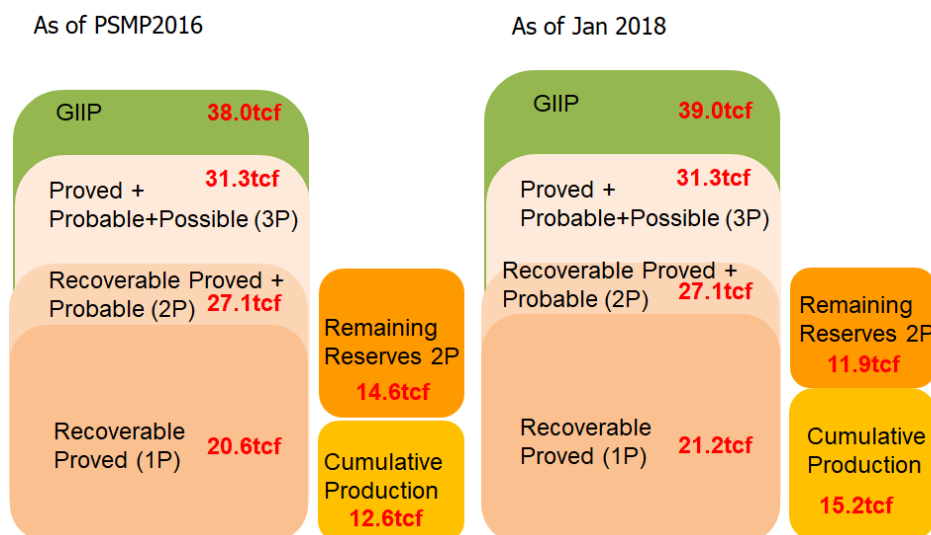 As of PSMP2016
GIIP 38.0tcf
31.3tcf
Proved +
Probable+Possible (3P)
Recoverable Proved +
Probable (2P) 27.1tcf
Remaining
Reserves 2P
14.6tcf
Recoverable
Proved (1P) 20.6tcf
Cumulative
Production
12.6tcf
As of Jan 2018
GIIP 39.0tcf
31.3tcf
Proved +
Probable+Possible (3P)
Recoverable Proved +
Probable (2P) 27.1tcf
Remaining
Reserves 2P
11.9tcf
Recoverable
Proved (1P) 21.2tcf
Cumulative
Production
15.2tcf